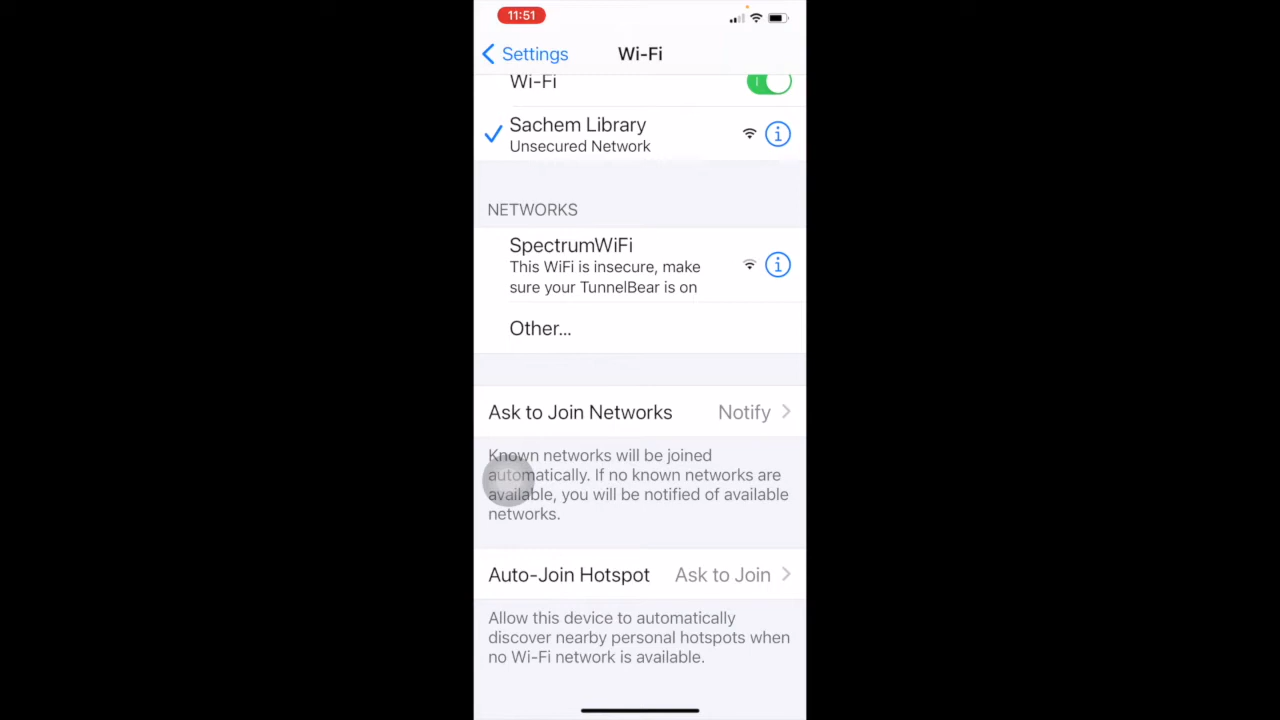 11:51
Settings
Wi-Fi
Wi-Fi
Sachem Library
Unsecured Network
NETWORKS
SpectrumWiFi
This WiFi is insecure, make
sure your TunnelBear is on
Other...
Ask to Join Networks
Notify
Known networks will be joined
automatically. If no known networks are
available, you will be notified of available
networks.
Auto-Join Hotspot
Ask to Join
Allow this device to automatically
discover nearby personal hotspots when
no Wi-Fi network is available.